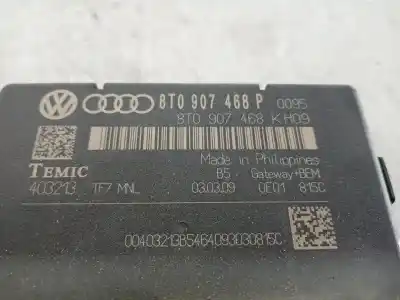 8T0 907 468 P 0095
8T0 907 468 KH09
TEMIC
Made in Philippines
B5 - Gateway+BEM
403213 TF7 MNL 03.03.09 0E01 815C
00403213B5464093030815C